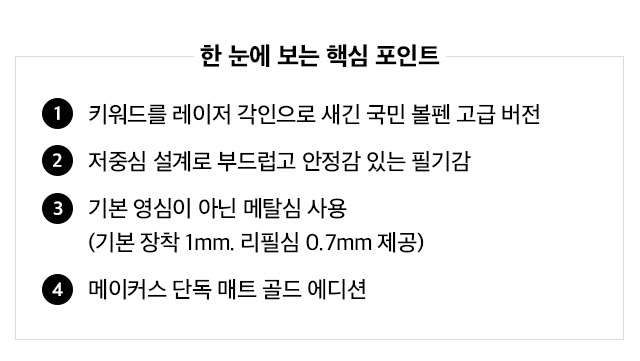 한 눈에 보는 핵심 포인트
1 키워드를 레이저 각인으로 새긴 국민 볼펜 고급 버전
2 저중심 설계로 부드럽고 안정감 있는 필기감
3 기본 영심이 아닌 메탈심 사용
(기본 장착 1mm. 리필심 0.7mm 제공)
4 메이커스 단독 매트 골드 에디션